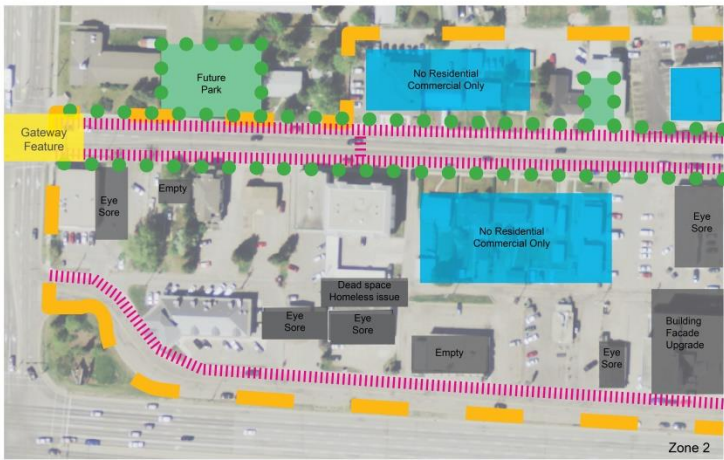 Future
Park
No Residential
Commercial Only
Gateway
Feature
Eye
Sore
Empty
No Residential
Commercial Only
Eye
Sore
Dead space
Homeless issue
Eye
Sore
Eye
Sore
Empty
Eye
Sore
Building
Facade
Upgrade
Zone 2